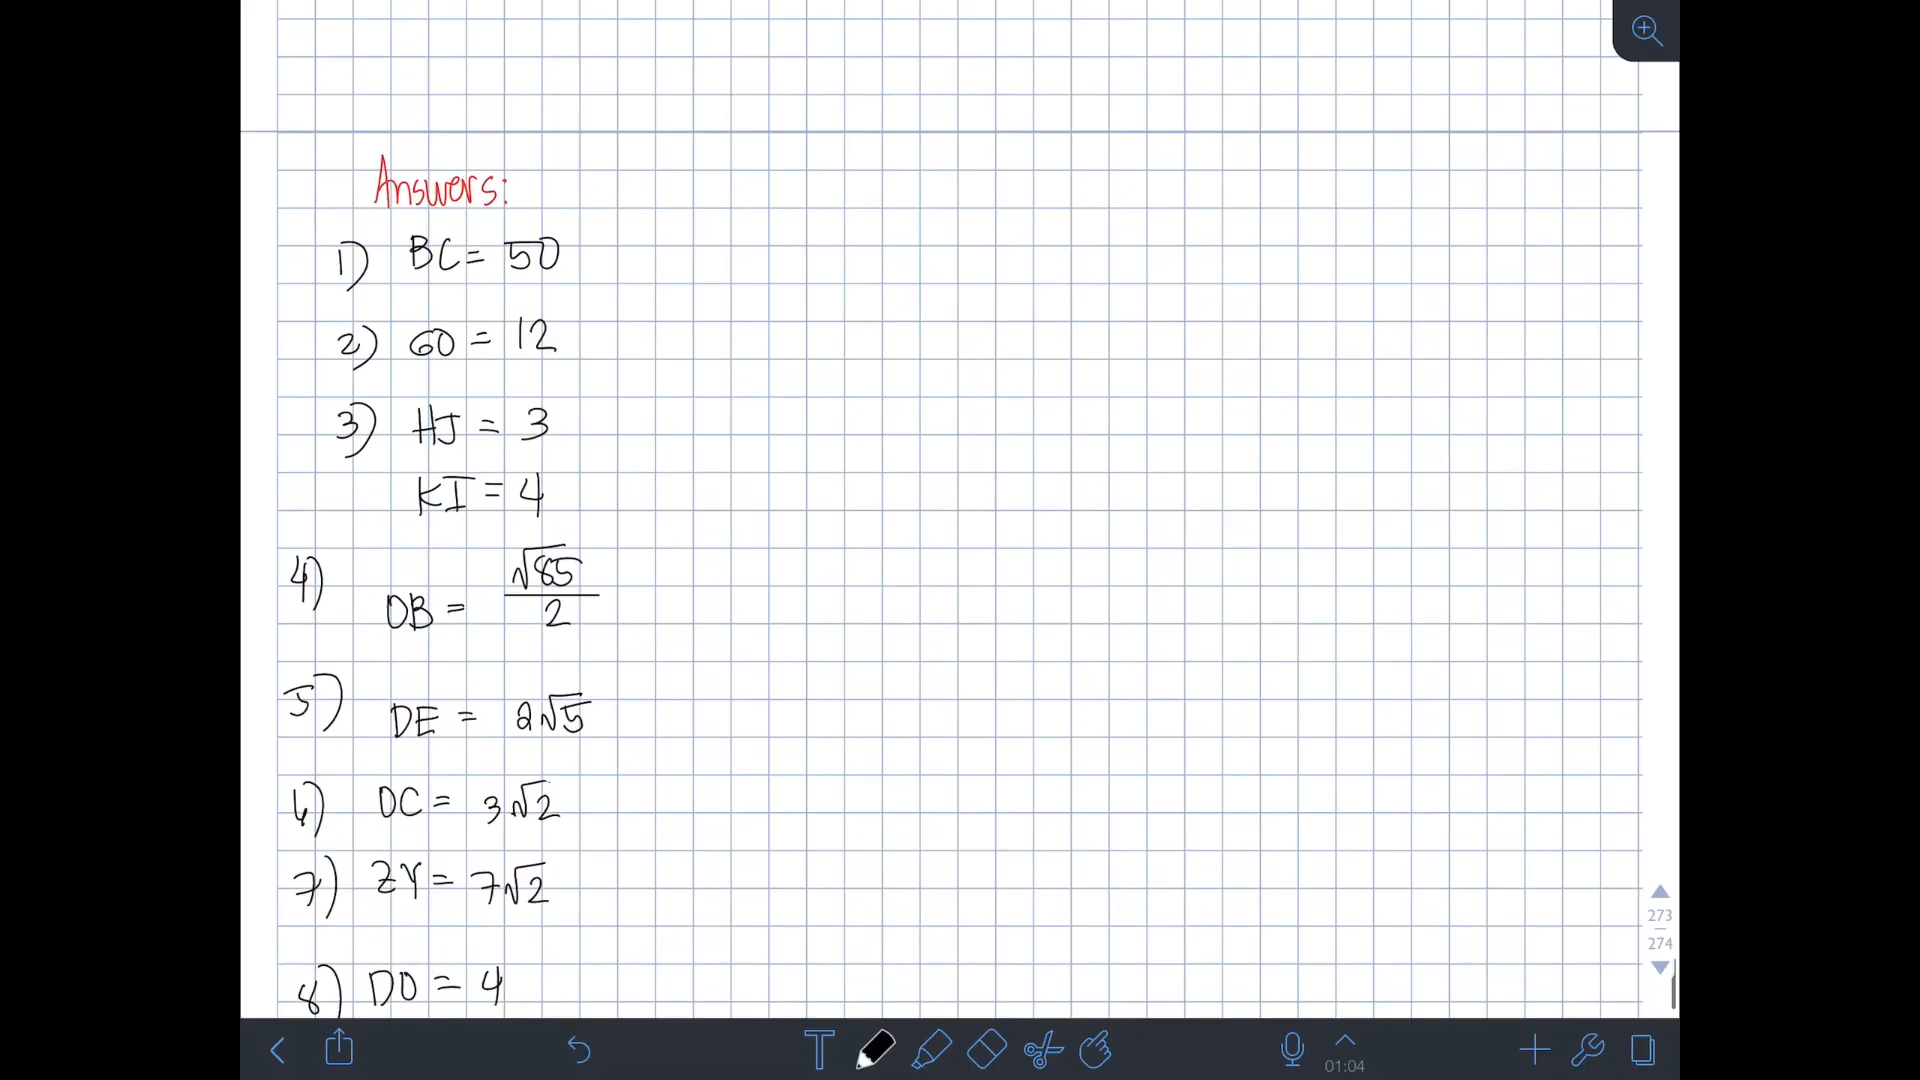 Answers:
1) BC = 50
2) GO = 12
3) HJ = 3
KI = 4
4) OB = √85/2
5) DE = 2√5
6) OC = 3√2
7) ZY = 7√2
8) DO = 4
273
274
T
01:04